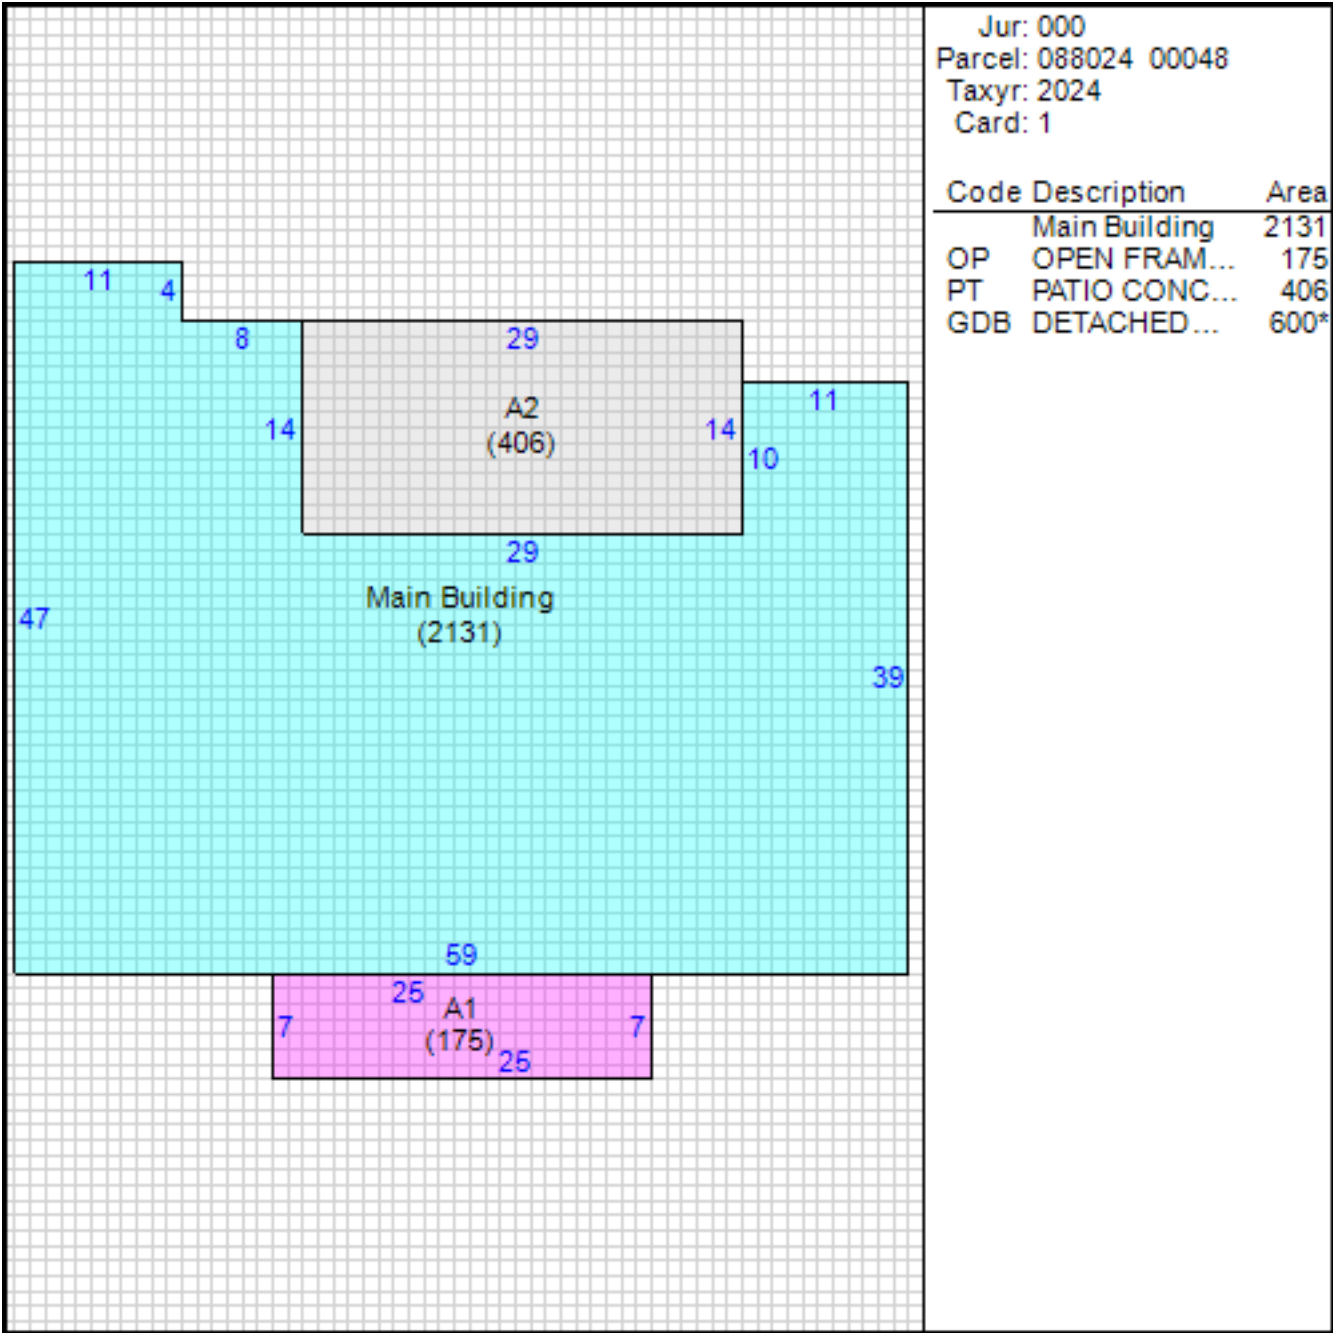 Jur: 000
Parcel: 088024 00048
Taxyr: 2024
Card: 1
Code Description Area
Main Building 2131
OP OPEN FRAM... 175
PT PATIO CONC... 406
GDB DETACHED... 600*
11
4
8
29
11
A2
(406)
14
14
10
29
Main Building
(2131)
47
39
59
25
A1
7
7
(175)
25